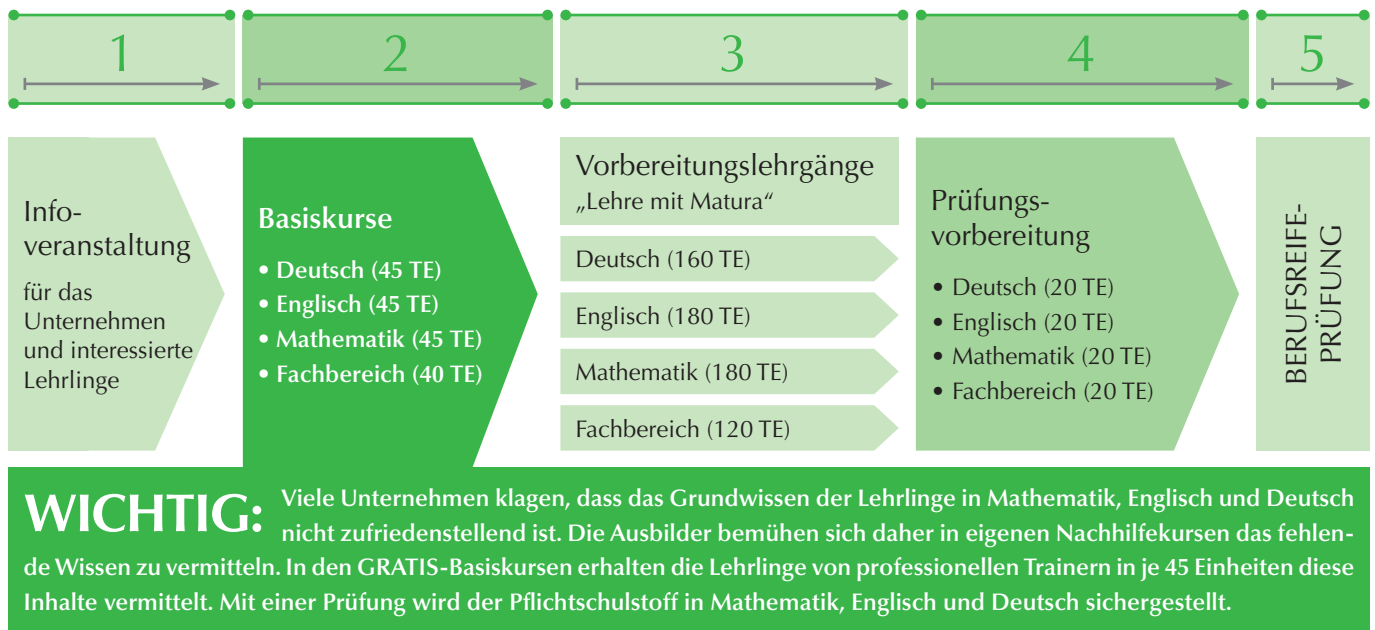 1
2
3
4
5
Info-
veranstaltung
für das
Unternehmen
und interessierte
Lehrlinge
Basiskurse
• Deutsch (45 TE)
• Englisch (45 TE)
• Mathematik (45 TE)
• Fachbereich (40 TE)
Vorbereitungslehrgänge
„Lehre mit Matura“
Deutsch (160 TE)
Englisch (180 TE)
Mathematik (180 TE)
Fachbereich (120 TE)
Prüfungs-
vorbereitung
• Deutsch (20 TE)
• Englisch (20 TE)
• Mathematik (20 TE)
• Fachbereich (20 TE)
BERUFSREIFE-
PRÜFUNG
WICHTIG: Viele Unternehmen klagen, dass das Grundwissen der Lehrlinge in Mathematik, Englisch und Deutsch
nicht zufriedenstellend ist. Die Ausbilder bemühen sich daher in eigenen Nachhilfekursen das fehlen-
de Wissen zu vermitteln. In den GRATIS-Basiskursen erhalten die Lehrlinge von professionellen Trainern in je 45 Einheiten diese
Inhalte vermittelt. Mit einer Prüfung wird der Pflichtschulstoff in Mathematik, Englisch und Deutsch sichergestellt.